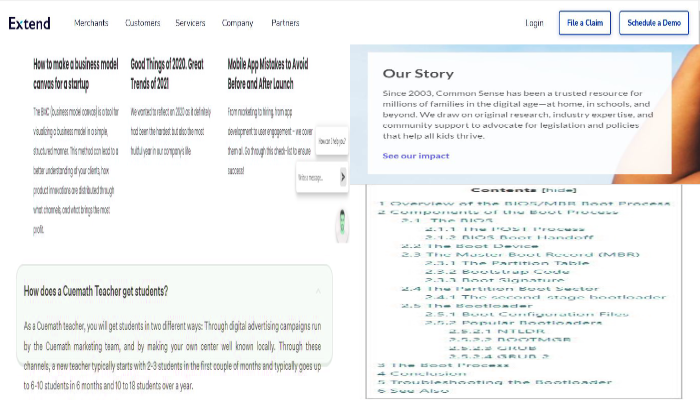 Extend
Merchants Customers Servicers Company Partners
Login File a Claim Schedule a Demo
How to make a business model
canvas for a startup
The BMC (business model canvas) is a tool for
visualizing a business model in a simple,
structured manner. This method can lead to a
better understanding of your clients, how
product innovations are distributed through
what channels, and what brings the most
profit.
Good Things of 2020. Great
Trends of 2021
We wanted to reflect on 2020 as it definitely
had been the hardest but also the most
fruitful year in our company's life
Mobile App Mistakes to Avoid
Before and After Launch
From marketing to hiring, from app
development to user engagement – we cover
them all. Go through this check-list to ensure
success!
How can I help you?
Write a message...
Our Story
Since 2003, Common Sense has been a trusted resource for
millions of families in the digital age—at home, in schools, and
beyond. We draw on original research, industry expertise, and
community support to advocate for legislation and policies
that help all kids thrive.
See our impact
How does a Cuemath Teacher get students?
As a Cuemath teacher, you will get students in two different ways: Through digital advertising campaigns run
by the Cuemath marketing team, and by making your own center well known locally. Through these
channels, a new teacher typically starts with 2-3 students in the first couple of months and typically goes up
to 6-10 students in 6 months and 10 to 18 students over a year.
Contents [hide]
1 Overview of the BIOS/MBR Boot Process
2 Components of the Boot Process
2.1 The BIOS
2.1.1 The POST Process
2.1.2 BIOS Boot Handoff
2.2 The Boot Device
2.3 The Master Boot Record (MBR)
2.3.1 The Partition Table
2.3.2 Bootstrap Code
2.3.3 Boot Signature
2.4 The Partition Boot Sector
2.4.1 The second-stage bootloader
2.5 The Bootloader
2.5.1 Boot Configuration Files
2.5.2 Popular Bootloaders
2.5.2.1 NTLDR
2.5.2.2 BOOTMGR
2.5.2.3 GRUB
2.5.2.4 GRUB 2
3 The Boot Process
4 Conclusion
5 Troubleshooting the Bootloader
6 See Also